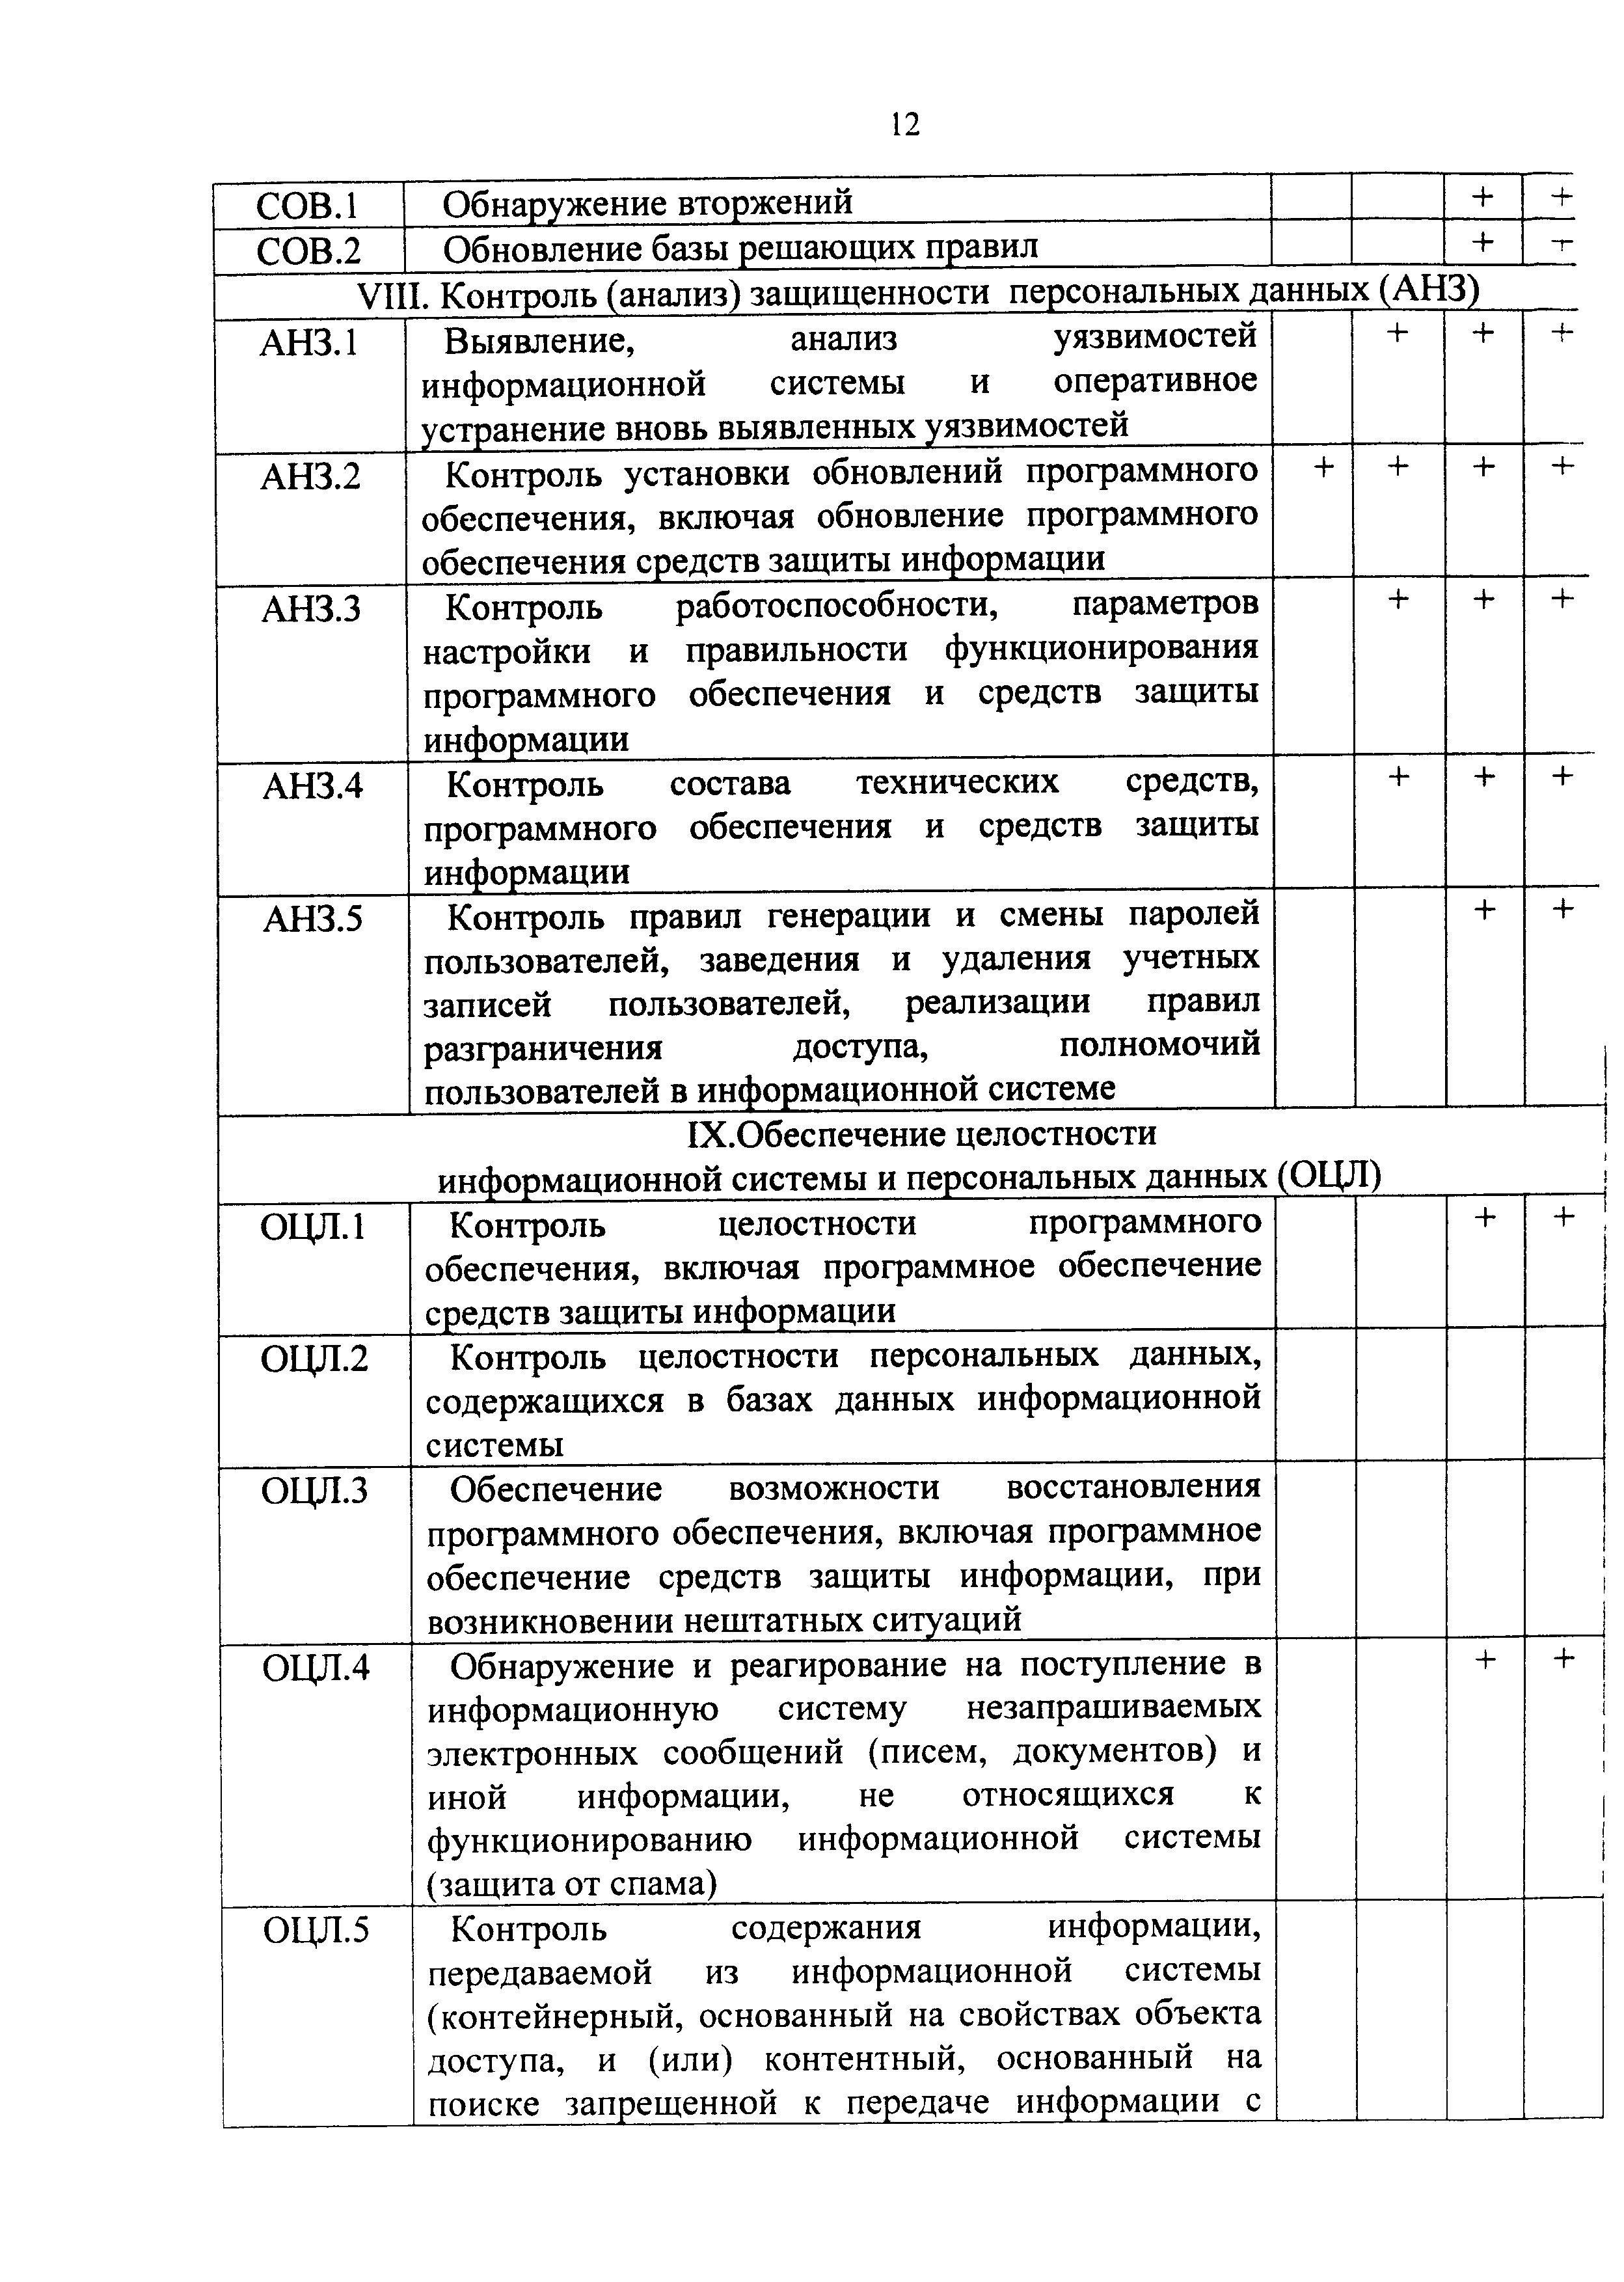 12
СОВ.1 Обнаружение вторжений + +
СОВ.2 Обновление базы решающих правил + +
VIII. Контроль (анализ) защищенности персональных данных (АНЗ)
АНЗ.1 Выявление, анализ уязвимостей + + +
информационной системы и оперативное
устранение вновь выявленных уязвимостей
АНЗ.2 Контроль установки обновлений программного + + + +
обеспечения, включая обновление программного
обеспечения средств защиты информации
АНЗ.3 Контроль работоспособности, параметров + + +
настройки и правильности функционирования
программного обеспечения и средств защиты
информации
АНЗ.4 Контроль состава технических средств, + + +
программного обеспечения и средств защиты
информации
АНЗ.5 Контроль правил генерации и смены паролей + +
пользователей, заведения и удаления учетных
записей пользователей, реализации правил
разграничения доступа, полномочий
пользователей в информационной системе
IX.Обеспечение целостности
информационной системы и персональных данных (ОЦЛ)
ОЦЛ.1 Контроль целостности программного + +
обеспечения, включая программное обеспечение
средств защиты информации
ОЦЛ.2 Контроль целостности персональных данных,
содержащихся в базах данных информационной
системы
ОЦЛ.3 Обеспечение возможности восстановления
программного обеспечения, включая программное
обеспечение средств защиты информации, при
возникновении нештатных ситуаций
ОЦЛ.4 Обнаружение и реагирование на поступление в + +
информационную систему незапрашиваемых
электронных сообщений (писем, документов) и
иной информации, не относящихся к
функционированию информационной системы
(защита от спама)
ОЦЛ.5 Контроль содержания информации,
передаваемой из информационной системы
(контейнерный, основанный на свойствах объекта
доступа, и (или) контентный, основанный на
поиске запрещенной к передаче информации с